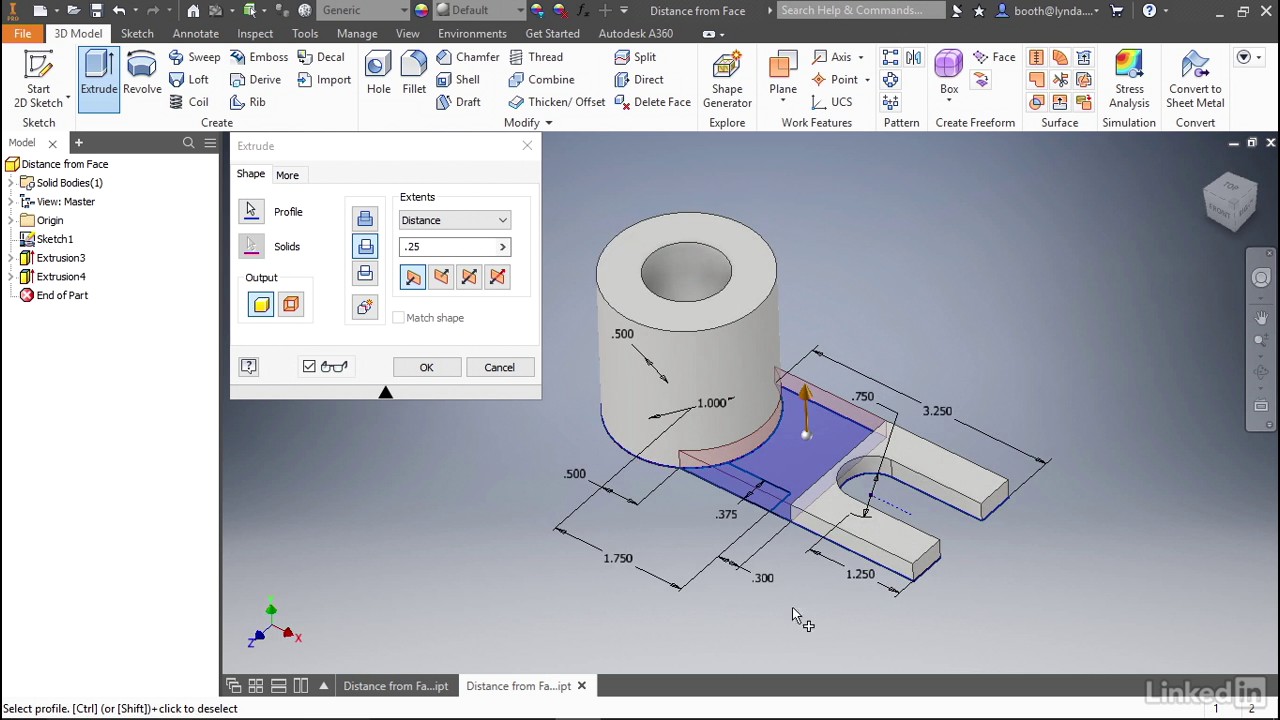 PRO
Generic
Default
Distance from Face
Search Help & Commands...
booth@lynda....
File
3D Model
Sketch
Annotate
Inspect
Tools
Manage
View
Environments
Get Started
Autodesk A360
Start
2D Sketch
Extrude
Revolve
Sweep
Loft
Coil
Emboss
Derive
Rib
Decal
Import
Hole
Fillet
Chamfer
Shell
Draft
Thread
Combine
Thicken/ Offset
Split
Direct
Delete Face
Shape
Generator
Plane
Axis
Point
UCS
Box
Face
Stress
Analysis
Convert to
Sheet Metal
Sketch
Create
Modify
Explore
Work Features
Pattern
Create Freeform
Surface
Simulation
Convert
Model
Distance from Face
Solid Bodies(1)
View: Master
Origin
Sketch1
Extrusion3
Extrusion4
End of Part
Extrude
Shape
More
Profile
Solids
Output
Extents
Distance
.25
Match shape
OK
Cancel
TOP
FRONT
RIGHT
.500
1.000
.750
3.250
.500
.375
1.750
.300
1.250
Y
Z
X
Distance from Fa...ipt
Distance from Fa...ipt
Select profile. [Ctrl] (or [Shift])+click to deselect
1
2
Linked in